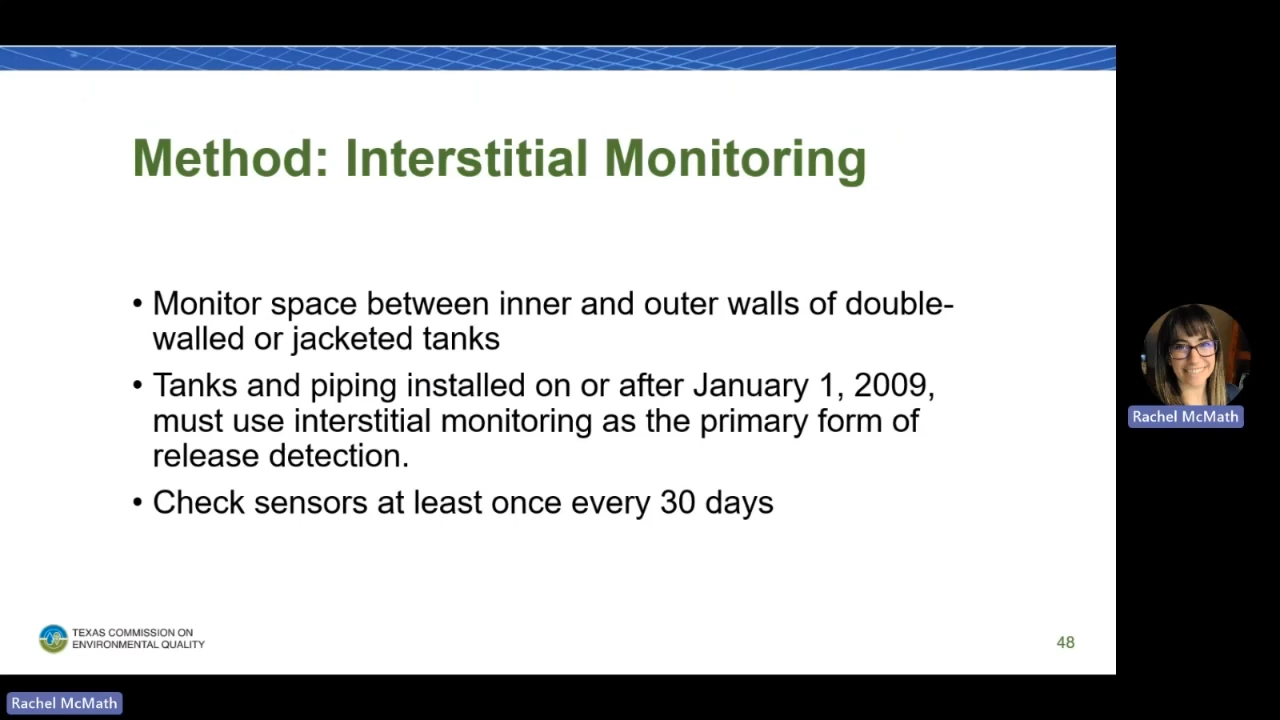 Method: Interstitial Monitoring
• Monitor space between inner and outer walls of double-
walled or jacketed tanks
• Tanks and piping installed on or after January 1, 2009,
must use interstitial monitoring as the primary form of
release detection.
• Check sensors at least once every 30 days
TEXAS COMMISSION ON
ENVIRONMENTAL QUALITY
48
Rachel McMath
Rachel McMath